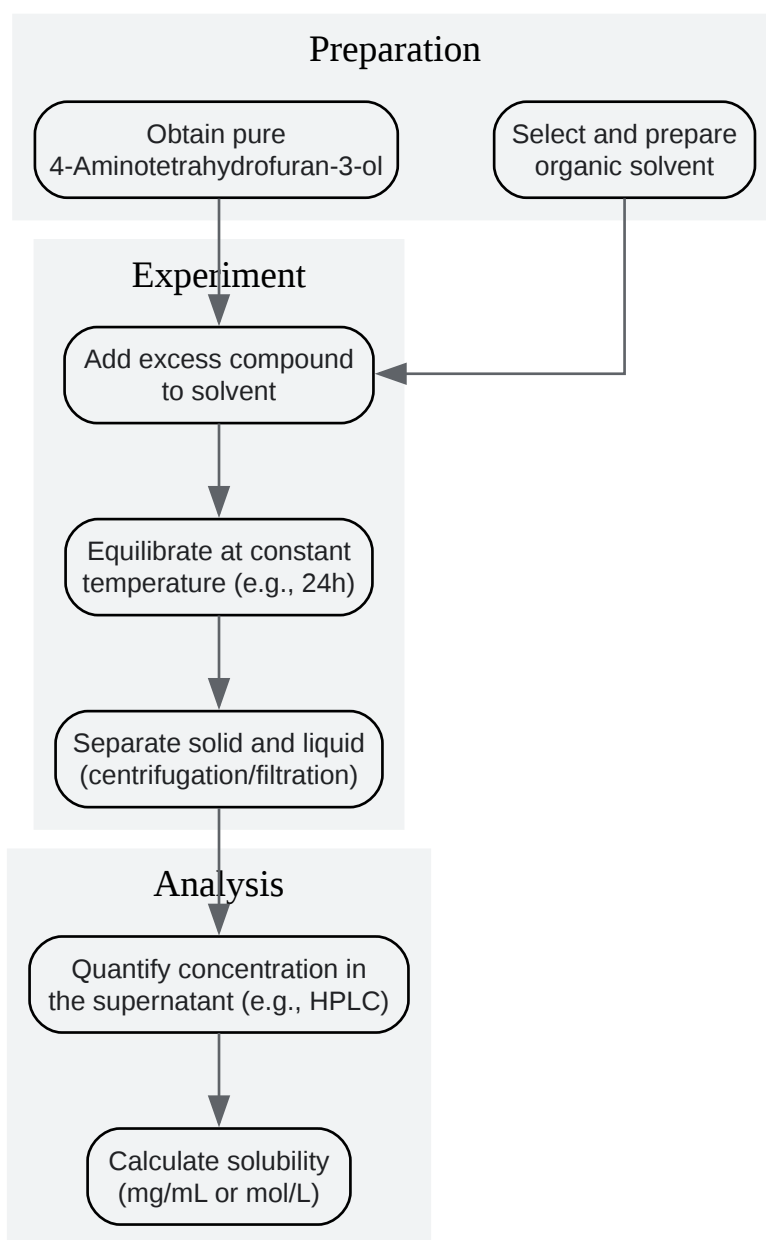 Preparation
Obtain pure
4-Aminotetrahydrofuran-3-ol
Select and prepare
organic solvent
Experiment
Add excess compound
to solvent
Equilibrate at constant
temperature (e.g., 24h)
Separate solid and liquid
(centrifugation/filtration)
Analysis
Quantify concentration in
the supernatant (e.g., HPLC)
Calculate solubility
(mg/mL or mol/L)